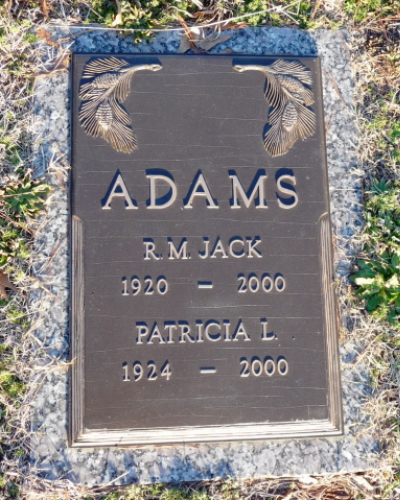 ADAMS
R.M. JACK
1920 – 2000
PATRICIA L.
1924 – 2000